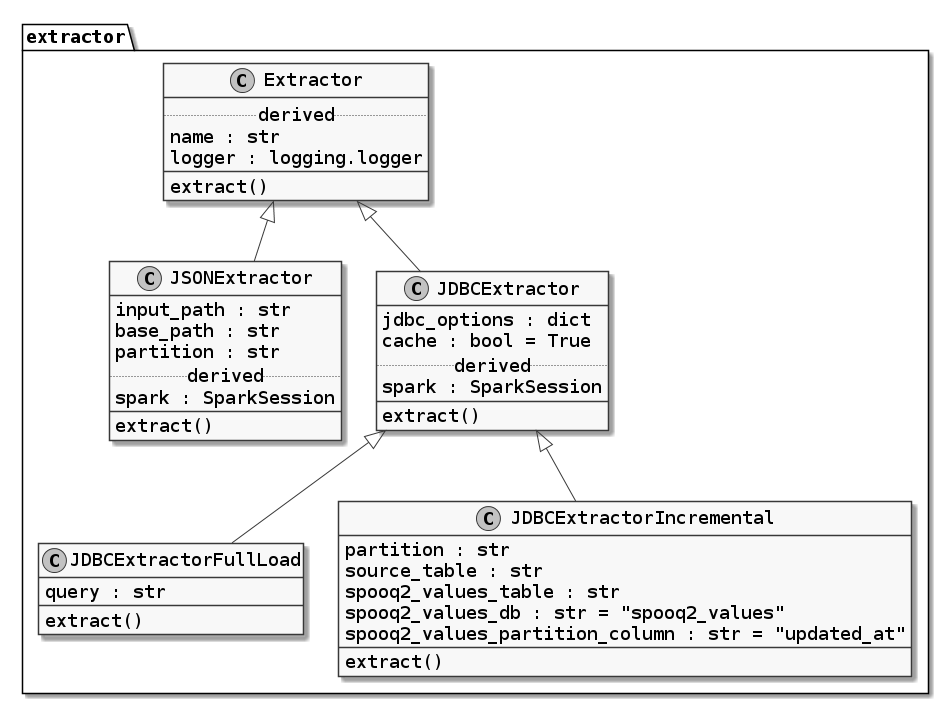 extractor
C Extractor
derived
name : str
logger : logging.logger
extract()
C JSONExtractor
input_path : str
base_path : str
partition : str
derived
spark : SparkSession
extract()
C JDBCExtractor
jdbc_options : dict
cache : bool = True
derived
spark : SparkSession
extract()
C JDBCExtractorFullLoad
query : str
extract()
C JDBCExtractorIncremental
partition : str
source_table : str
spooq2_values_table : str
spooq2_values_db : str = "spooq2_values"
spooq2_values_partition_column : str = "updated_at"
extract()